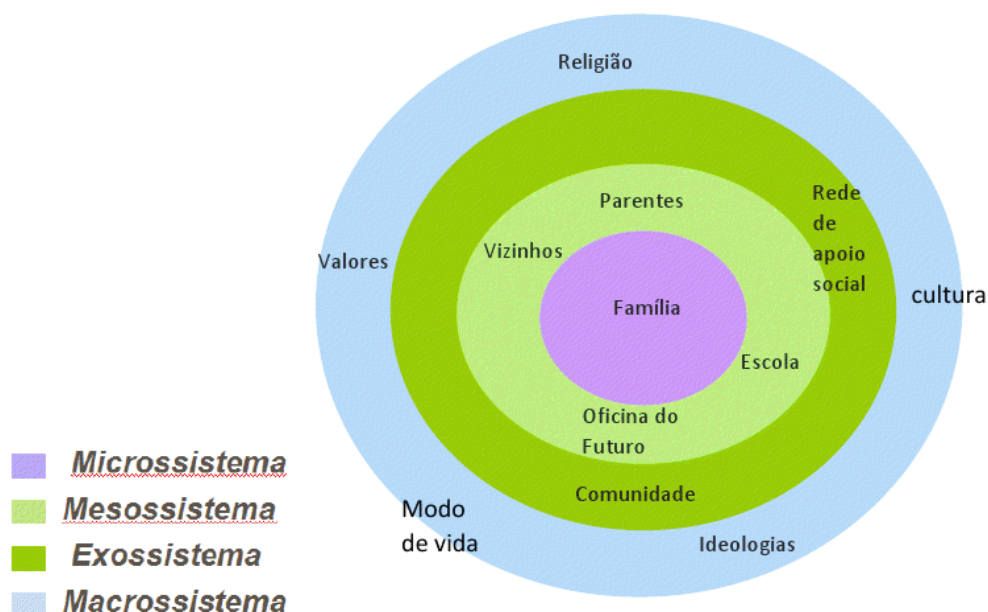 Religião
Parentes
Rede
de
apoio
social
Vizinhos
Valores
cultura
Família
Escola
Oficina do
Futuro
Comunidade
Modo
de vida
Ideologias
Microssistema
Mesossistema
Exossistema
Macrossistema